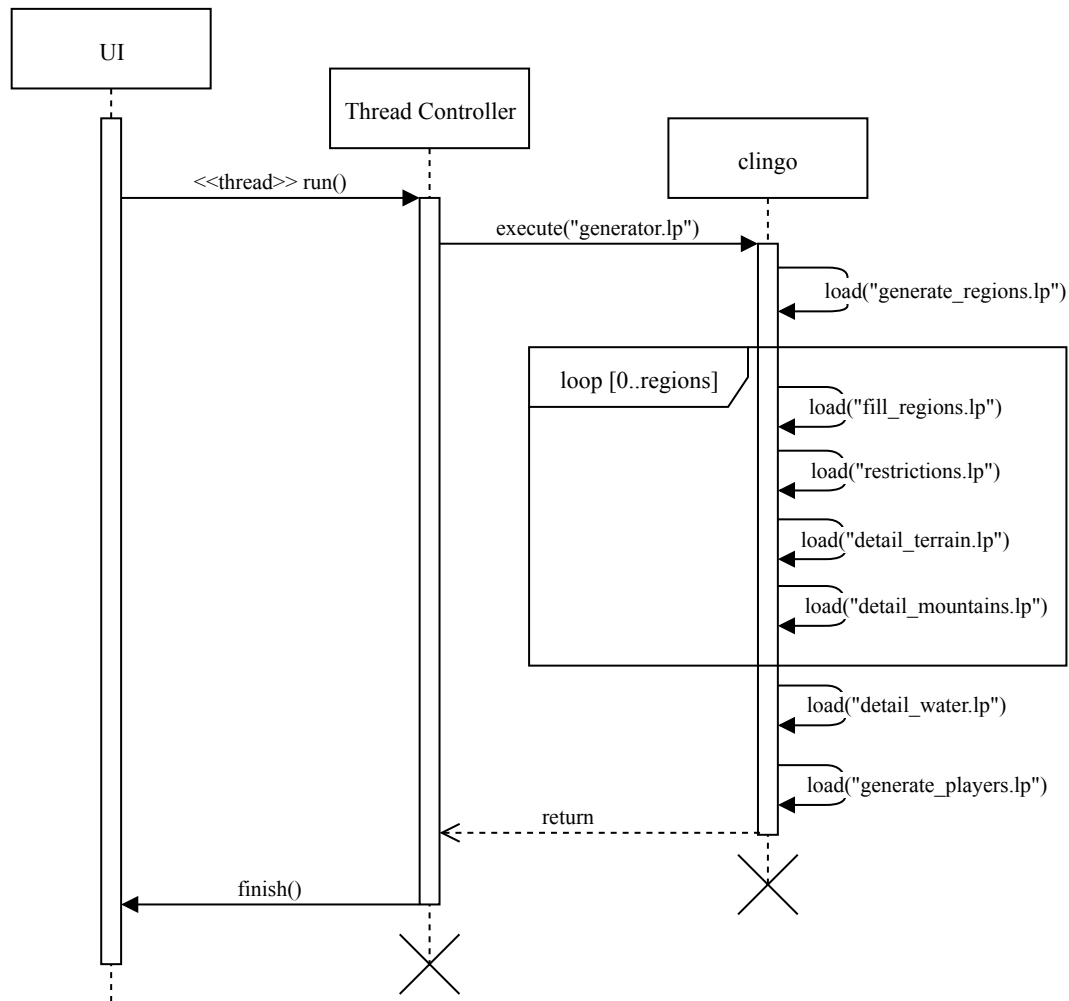 UI
Thread Controller
clingo
<<thread>> run()
execute("generator.lp")
load("generate_regions.lp")
loop [0..regions]
load("fill_regions.lp")
load("restrictions.lp")
load("detail_terrain.lp")
load("detail_mountains.lp")
load("detail_water.lp")
load("generate_players.lp")
return
finish()